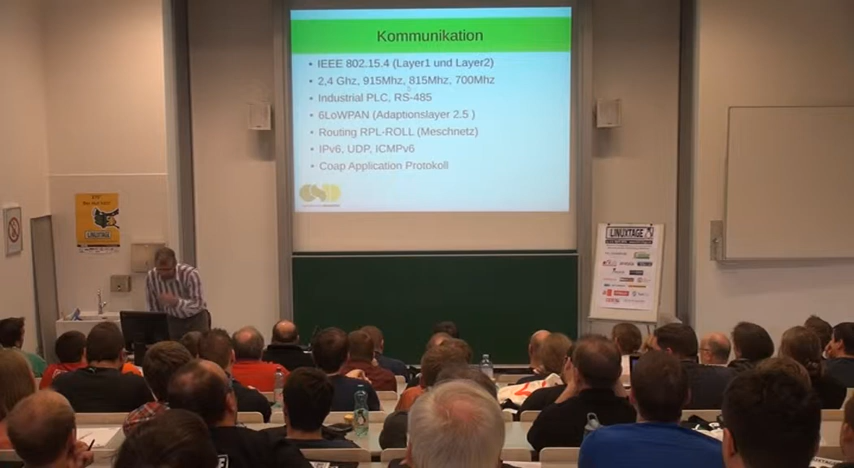 Kommunikation
• IEEE 802.15.4 (Layer1 und Layer2)
• 2,4 Ghz, 915Mhz, 815Mhz, 700Mhz
• Industrial PLC, RS-485
• 6LoWPAN (Adaptionslayer 2.5 )
• Routing RPL-ROLL (Meschnetz)
• IPv6, UDP, ICMPv6
• Coap Application Protokoll
LINUXTAGE
LINUXTAGE